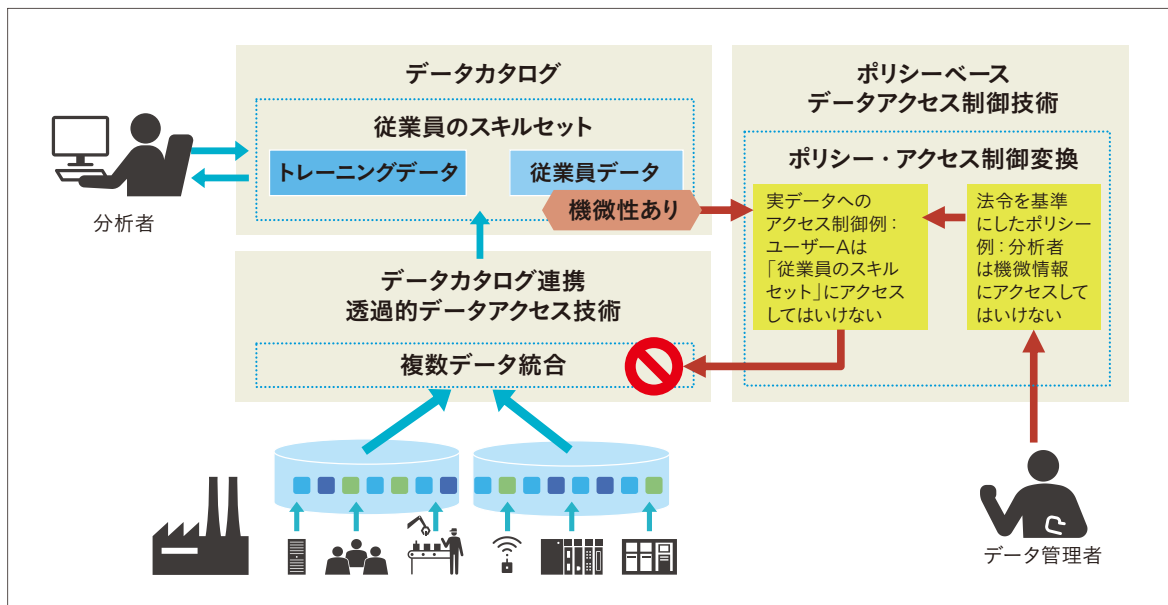 データカタログ
従業員のスキルセット
トレーニングデータ
従業員データ
機微性あり
分析者
データカタログ連携
透過的データアクセス技術
複数データ統合
ポリシーベース
データアクセス制御技術
ポリシー・アクセス制御変換
実データへの
アクセス制御例：
ユーザーAは
「従業員のスキル
セット」にアクセス
してはいけない
法令を基準
にしたポリシー
例：分析者
は機微情報
にアクセスして
はいけない
データ管理者